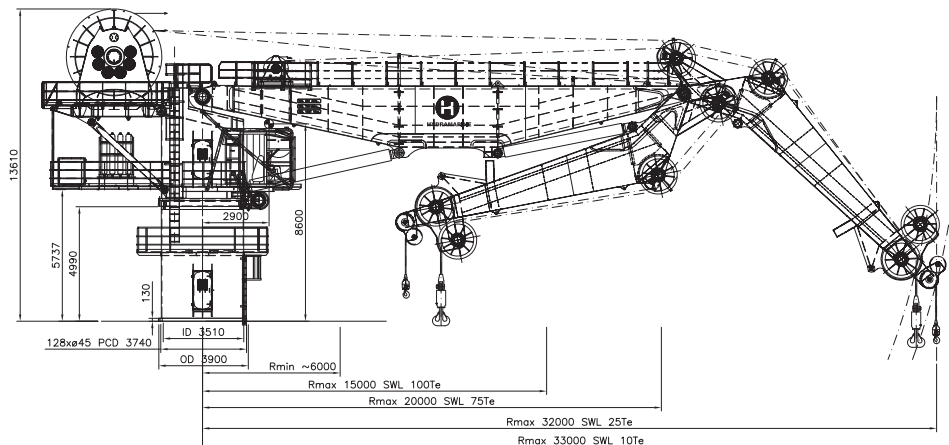 HYDRAMARINE
13610
2900
8600
5737
4990
130
ID 3510
128xø45 PCD 3740
OD 3900
Rmin ~6000
Rmax 15000 SWL 100Te
Rmax 20000 SWL 75Te
Rmax 32000 SWL 25Te
Rmax 33000 SWL 10Te